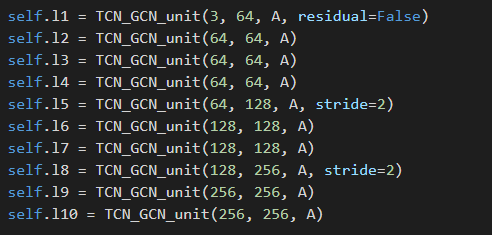 self.l1 = TCN_GCN_unit(3, 64, A, residual=False)
self.l2 = TCN_GCN_unit(64, 64, A)
self.l3 = TCN_GCN_unit(64, 64, A)
self.l4 = TCN_GCN_unit(64, 64, A)
self.l5 = TCN_GCN_unit(64, 128, A, stride=2)
self.l6 = TCN_GCN_unit(128, 128, A)
self.l7 = TCN_GCN_unit(128, 128, A)
self.l8 = TCN_GCN_unit(128, 256, A, stride=2)
self.l9 = TCN_GCN_unit(256, 256, A)
self.l10 = TCN_GCN_unit(256, 256, A)